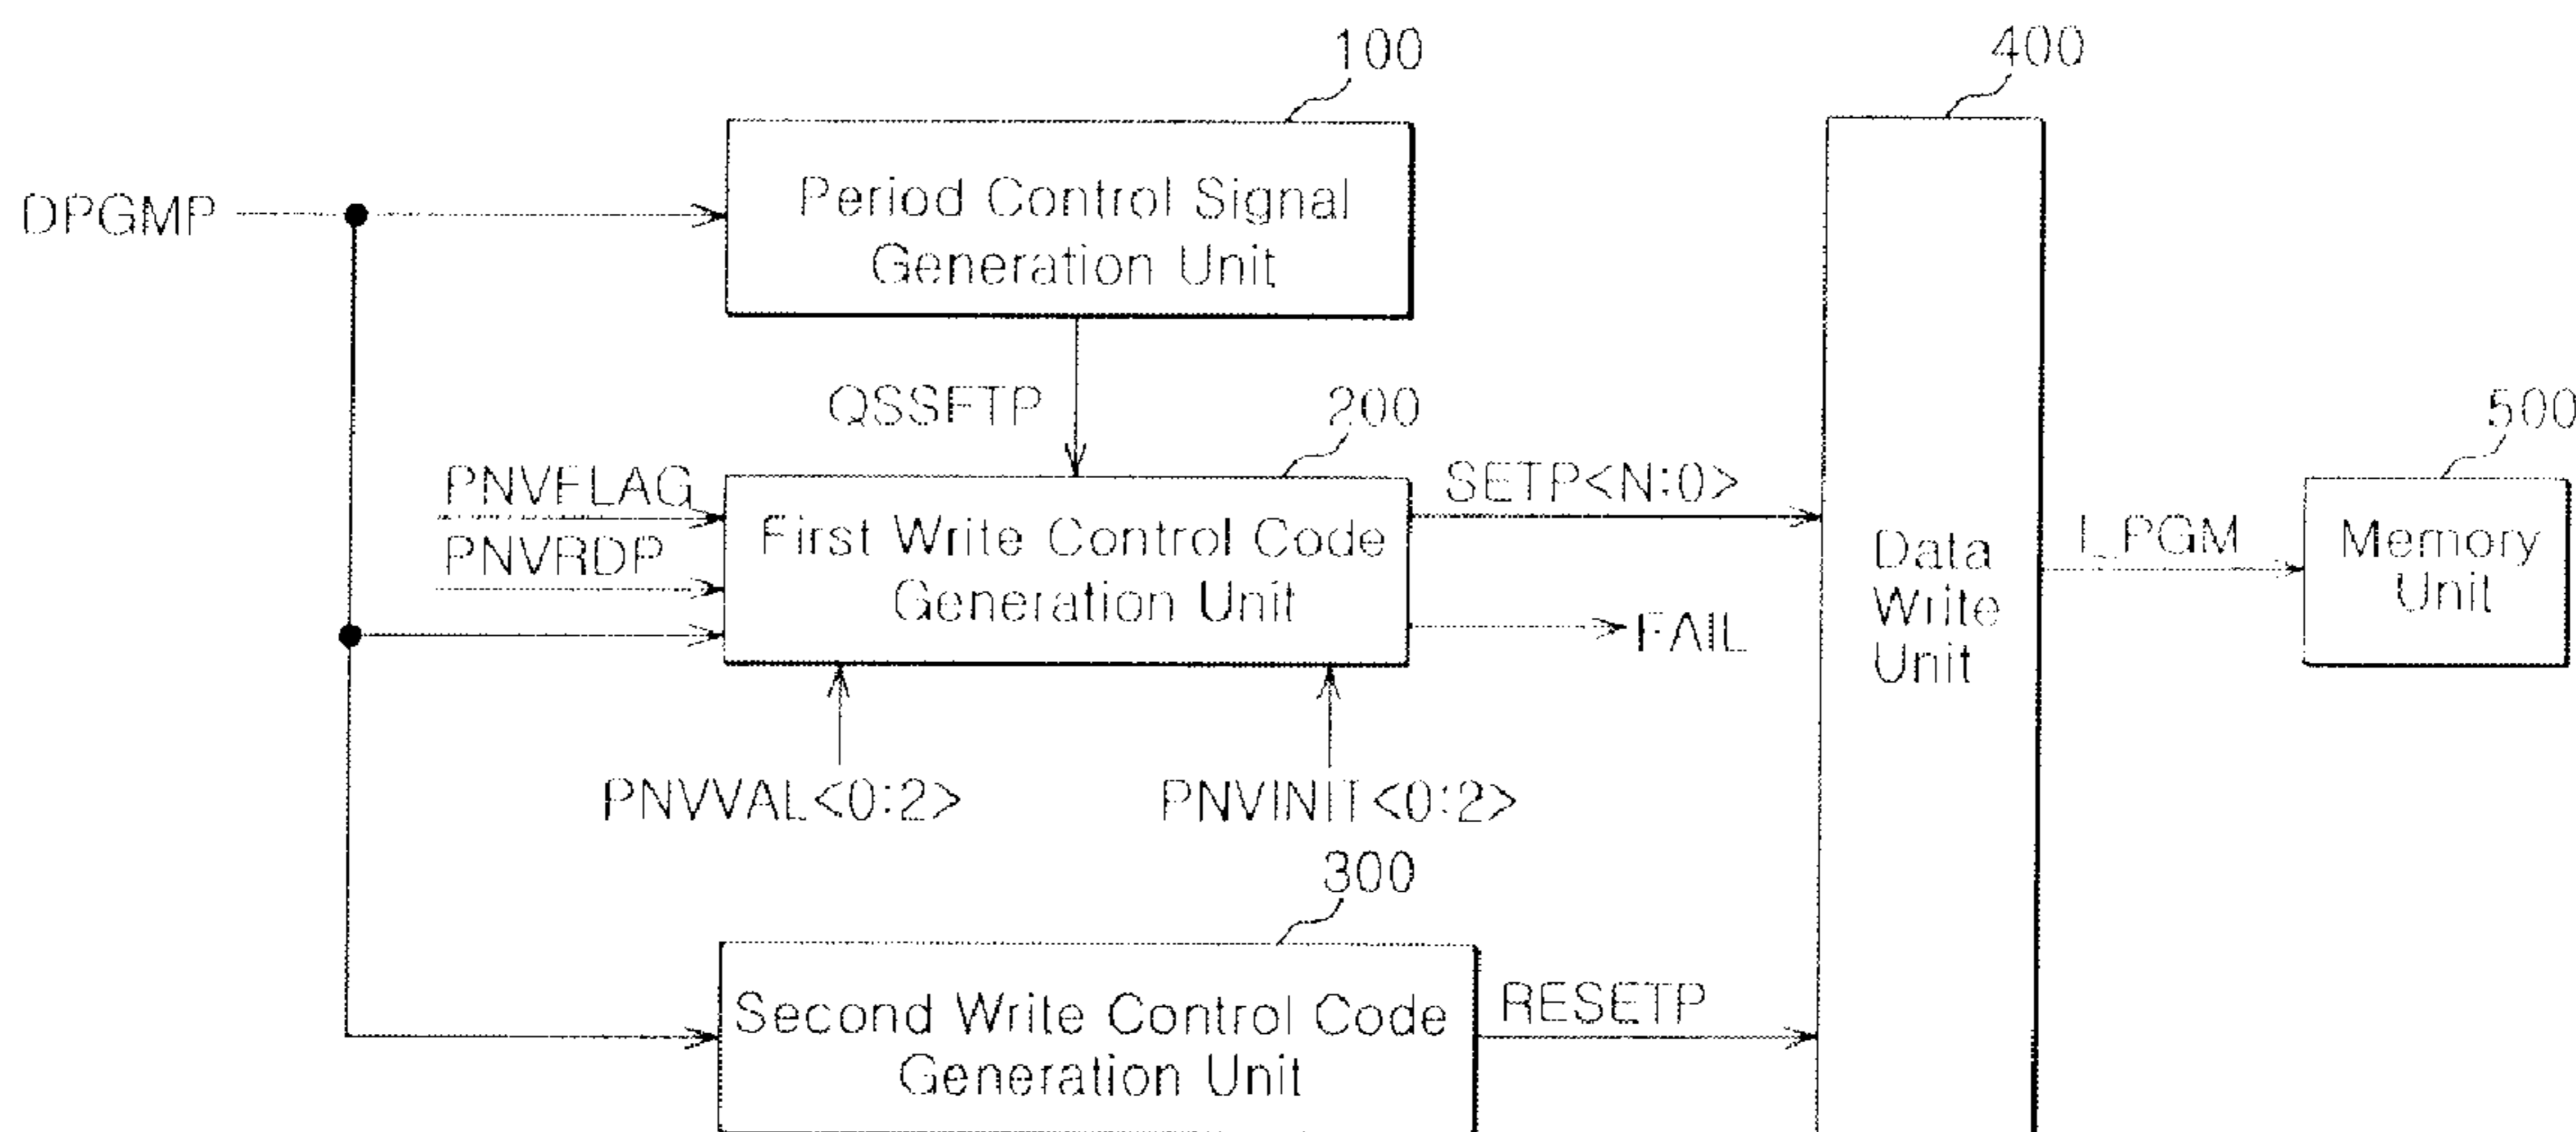 100
400
DPGMP
Period Control Signal
Generation Unit
QSSFTP
200
500
PNVFLAG
SETP<N:0>
PNVRDP
First Write Control Code
Generation Unit
Data
Write
Unit
I_PGM
Memory
Unit
FAIL
PNVVAL<0:2>
PNVINIT<0:2>
300
Second Write Control Code
Generation Unit
RESETP